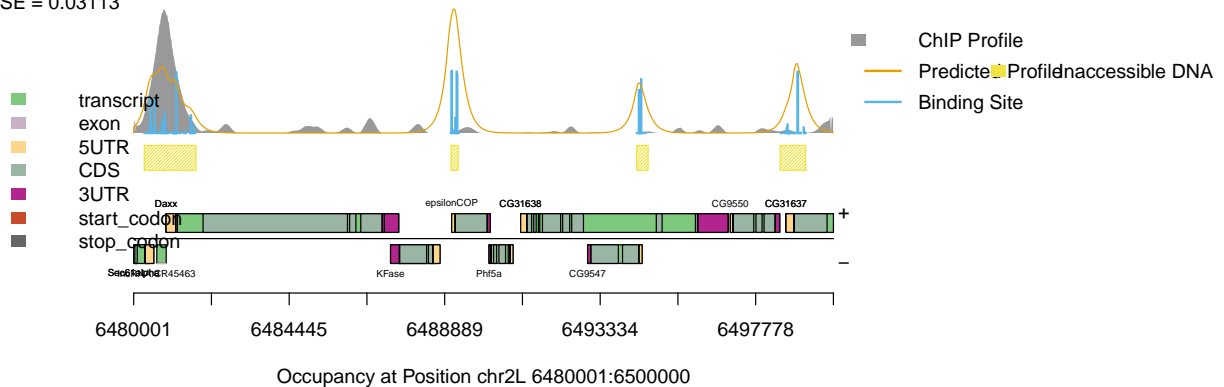 SE = 0.03113
ChIP Profile
Predicted Profile
Inaccessible DNA
Binding Site
transcript
exon
5UTR
CDS
3UTR
start_codon
stop_codon
Daxx
epsilonCOP
CG31638
CG9550
CG31637
+
KFase
Phf5a
CG9547
–
6480001
6484445
6488889
6493334
6497778
Occupancy at Position chr2L 6480001:6500000